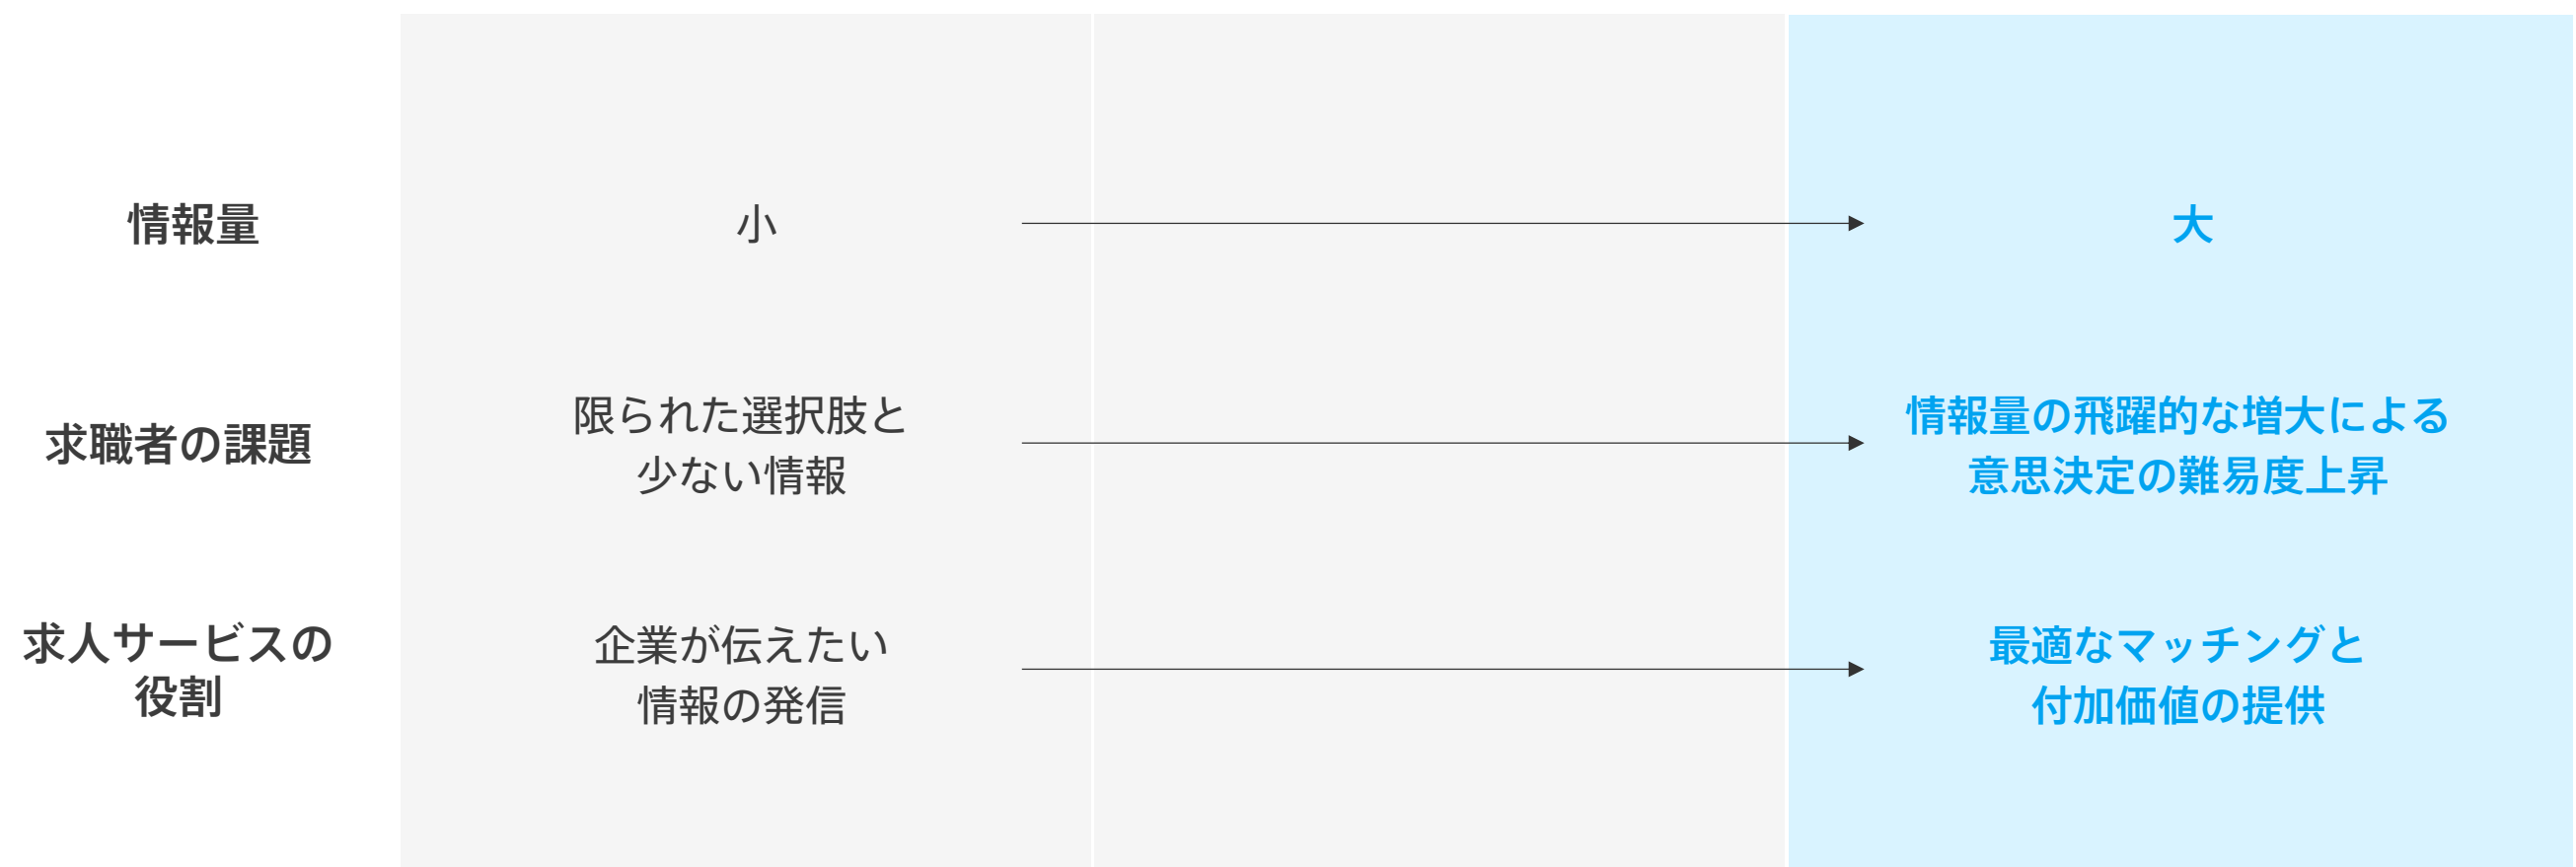 情報量
小
大
求職者の課題
限られた選択肢と
少ない情報
情報量の飛躍的な増大による
意思決定の難易度上昇
求人サービスの
役割
企業が伝えたい
情報の発信
最適なマッチングと
付加価値の提供